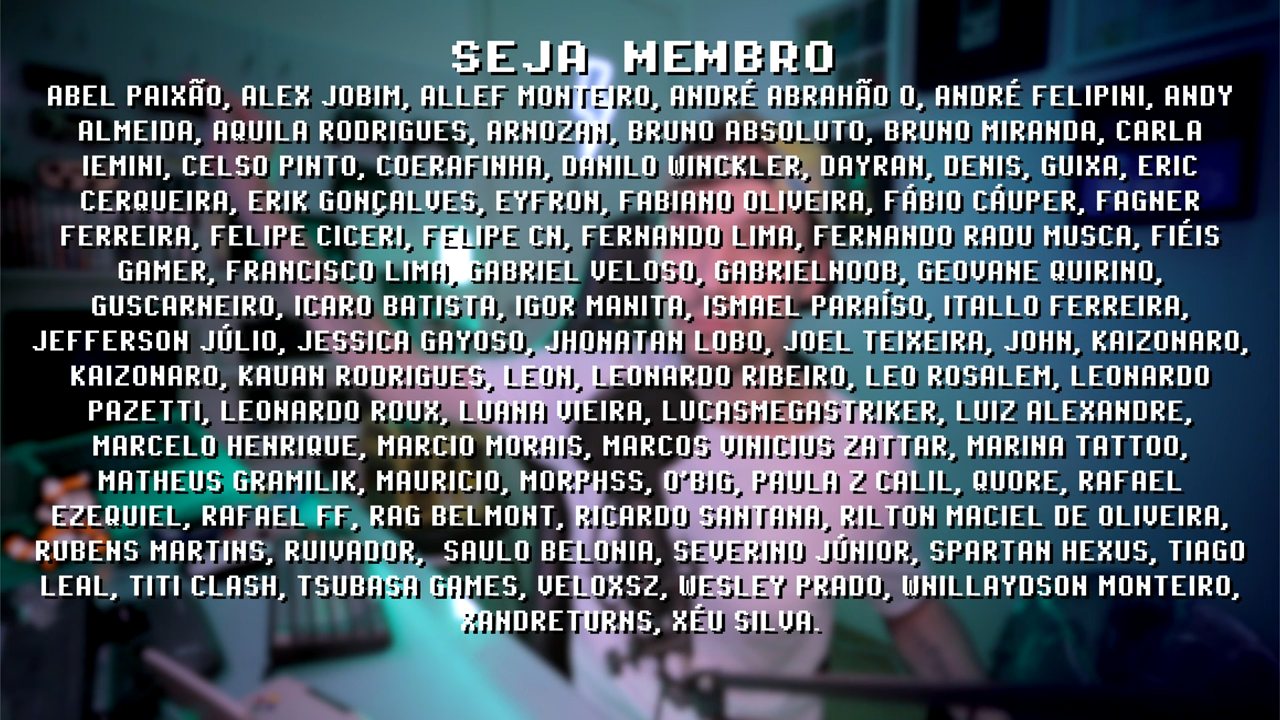 SEJA MEMBRO
ABEL PAIXÃO, ALEX JOBIM, ALLEF MONTEIRO, ANDRÉ ABRAHÃO O, ANDRÉ FELIPINI, ANDY
ALMEIDA, AQUILA RODRIGUES, ARNOZAN, BRUNO ABSOLUTO, BRUNO MIRANDA, CARLA
IEMINI, CELSO PINTO, COERAFINHA, DANILO WINCKLER, DAYRAN, DENIS, GUIXA, ERIC
CERQUEIRA, ERIK GONÇALVES, EYFRON, FABIANO OLIVEIRA, FÁBIO CÁUPER, FAGNER
FERREIRA, FELIPE CICERI, FELIPE CN, FERNANDO LIMA, FERNANDO RADU MUSCA, FIÉIS
GAMER, FRANCISCO LIMA, GABRIEL VELOSO, GABRIELNOOB, GEOVANE QUIRINO,
GUSCARNEIRO, ICARO BATISTA, IGOR MANITA, ISMAEL PARAÍSO, ITALLO FERREIRA,
JEFFERSON JÚLIO, JESSICA GAYOSO, JHONATAN LOBO, JOEL TEIXEIRA, JOHN, KAIZONARO,
KAIZONARO, KAUAN RODRIGUES, LEON, LEONARDO RIBEIRO, LEO ROSALEM, LEONARDO
PAZETTI, LEONARDO ROUX, LUANA VIEIRA, LUCASMEGASTRIKER, LUIZ ALEXANDRE,
MARCELO HENRIQUE, MARCIO MORAIS, MARCOS VINICIUS ZATTAR, MARINA TATTOO,
MATHEUS GRAMILIK, MAURICIO, MORPHSS, O'BIG, PAULA Z CALIL, QUORE, RAFAEL
EZEQUIEL, RAFAEL FF, RAG BELMONT, RICARDO SANTANA, RILTON MACIEL DE OLIVEIRA,
RUBENS MARTINS, RUIVADOR, SAULO BELONIA, SEVERINO JÚNIOR, SPARTAN HEXUS, TIAGO
LEAL, TITI CLASH, TSUBASA GAMES, VELOXSZ, WESLEY PRADO, WNILLAYDSON MONTEIRO,
XANDRETURNS, XÉU SILVA.